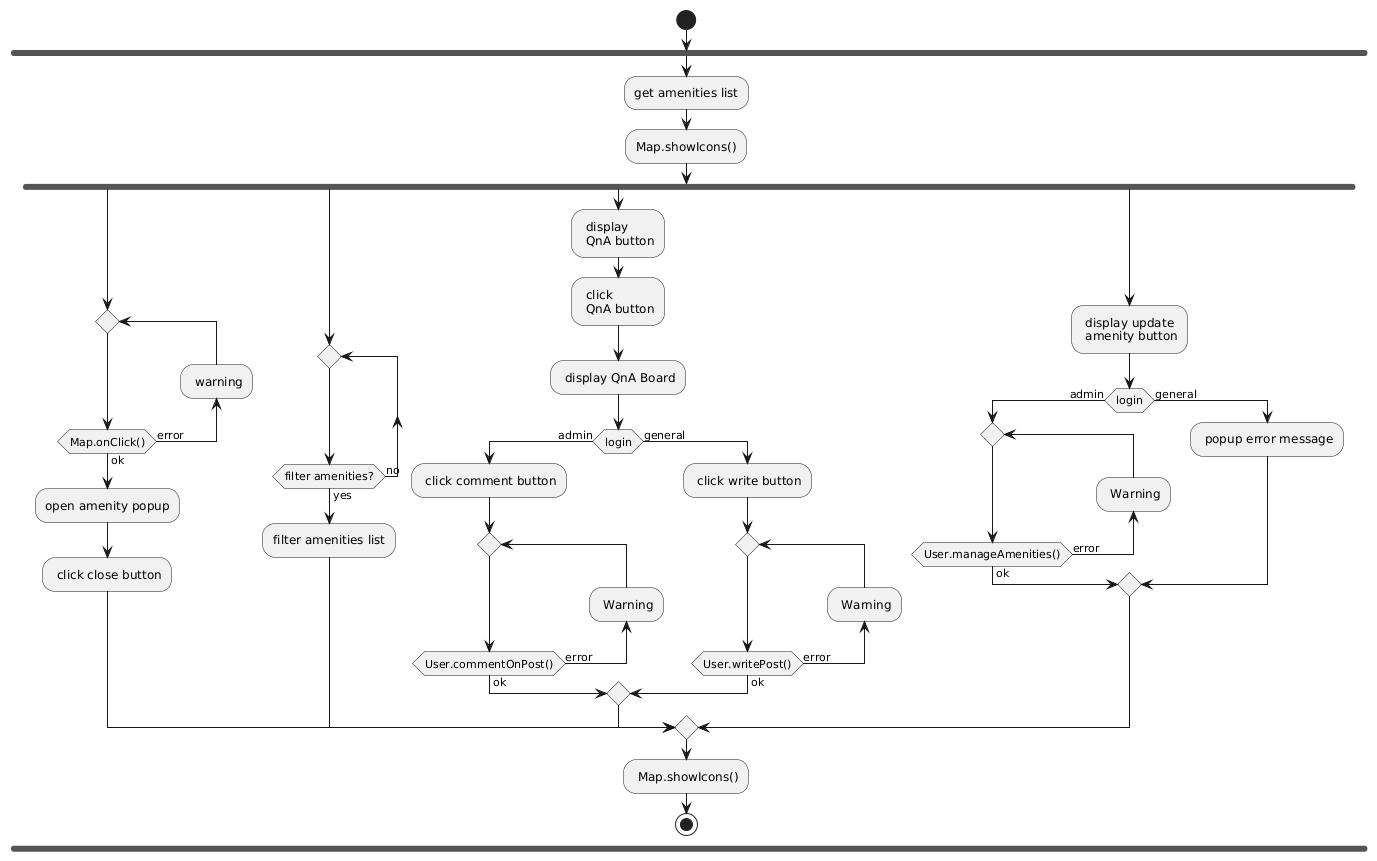 get amenities list
Map.showIcons()
display
QnA button
click
QnA button
display QnA Board
login
admin
general
click comment button
click write button
Warning
Warning
User.commentOnPost()
error
ok
User.writePost()
error
ok
warning
Map.onClick()
error
ok
open amenity popup
click close button
filter amenities?
no
yes
filter amenities list
display update
amenity button
admin
login
general
popup error message
Warning
User.manageAmenities()
error
ok
Map.showIcons()